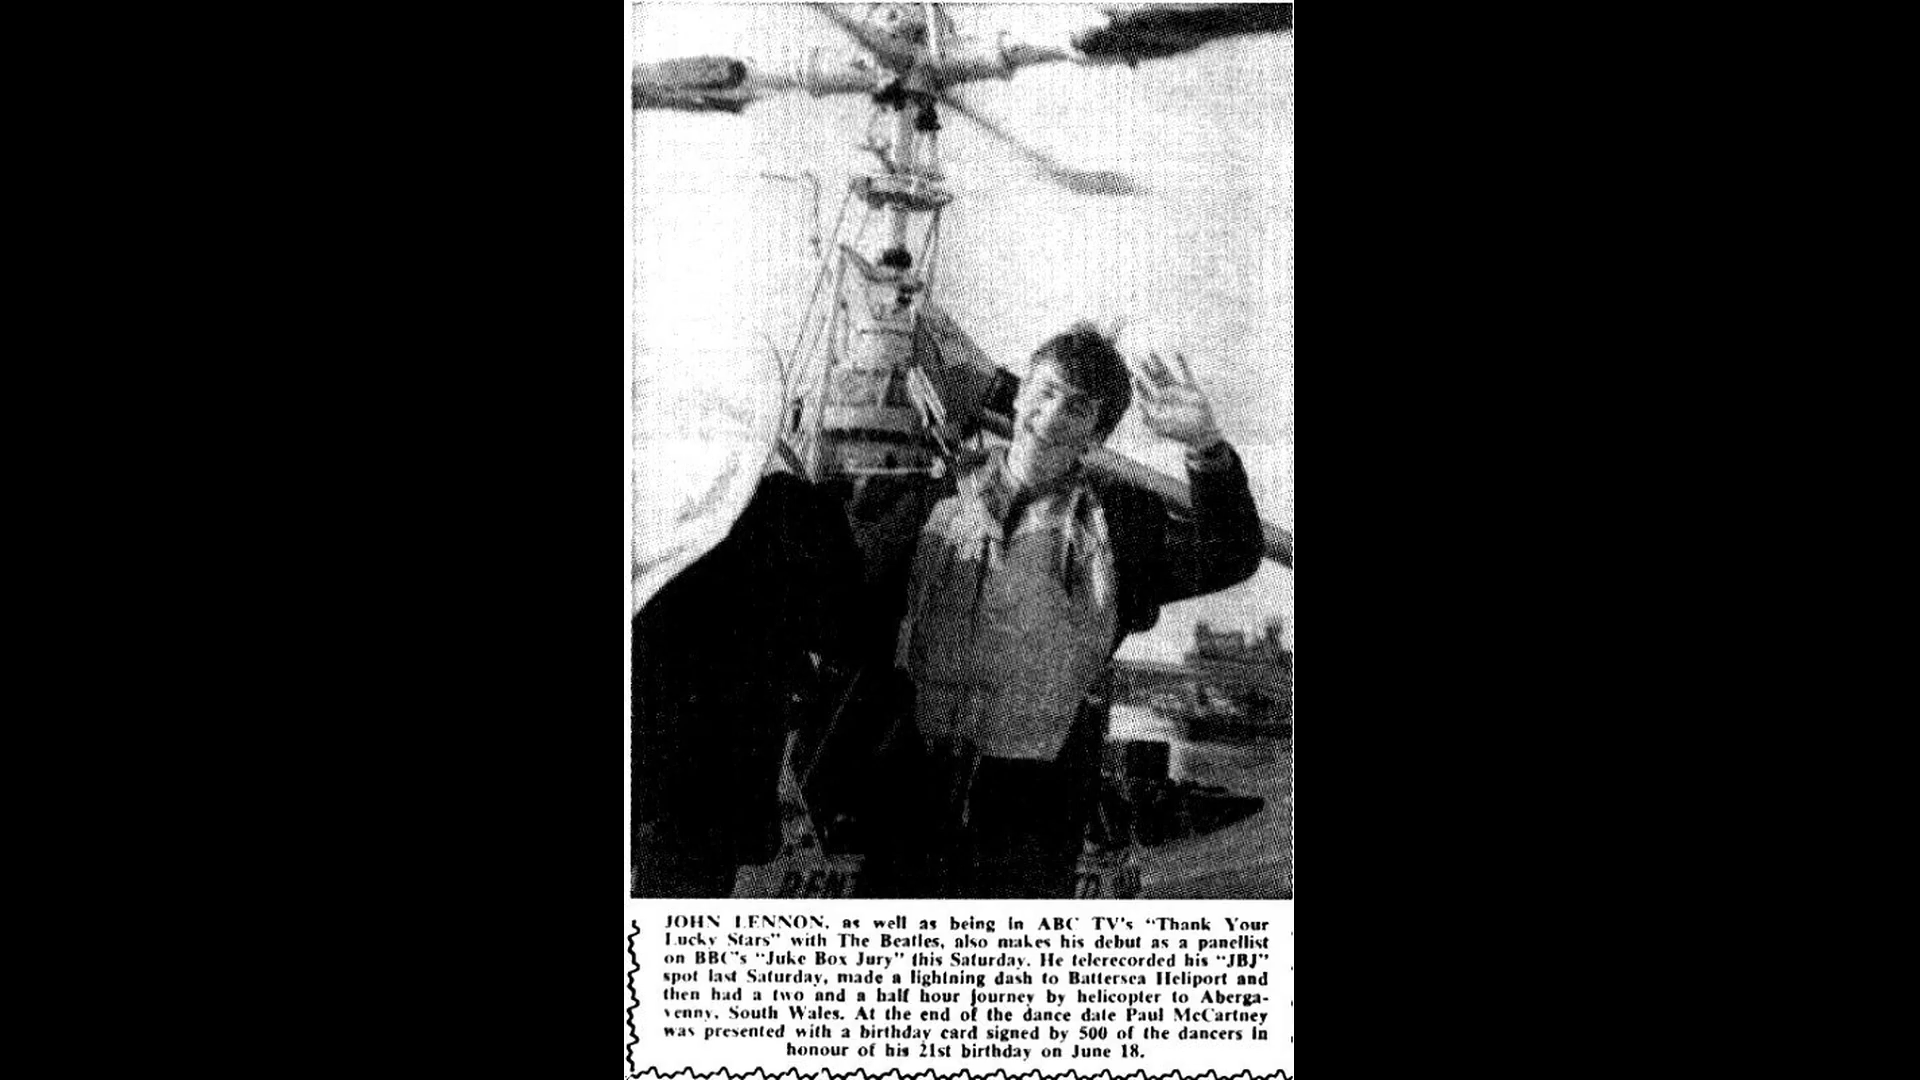 JOHN LENNON, as well as being in ABC TV's "Thank Your
Lucky Stars" with The Beatles, also makes his debut as a panellist
on BBC's "Juke Box Jury" this Saturday. He telerecorded his "JBJ"
spot last Saturday, made a lightning dash to Battersea Heliport and
then had a two and a half hour journey by helicopter to Aberga-
venny, South Wales. At the end of the dance date Paul McCartney
was presented with a birthday card signed by 500 of the dancers in
honour of his 21st birthday on June 18.